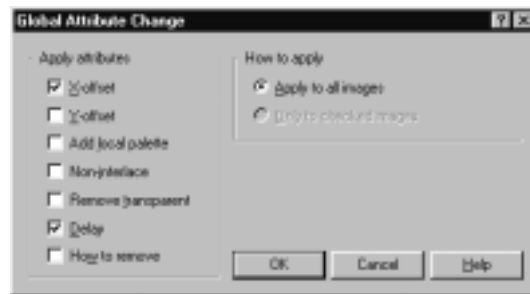 Global Attribute Change
Apply attributes
X-offset
Y-offset
Add local palette
Non-interlace
Remove transparent
Delay
How to remove
How to apply
Apply to all images
Only to checked images
OK
Cancel
Help